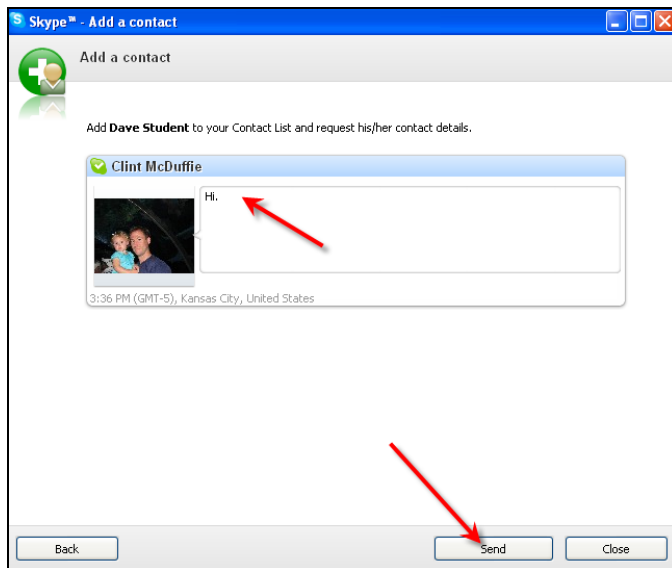 Skype™ - Add a contact
Add a contact
Add Dave Student to your Contact List and request his/her contact details.
Clint McDuffie
Hi.
3:36 PM (GMT-5), Kansas City, United States
Back
Send
Close